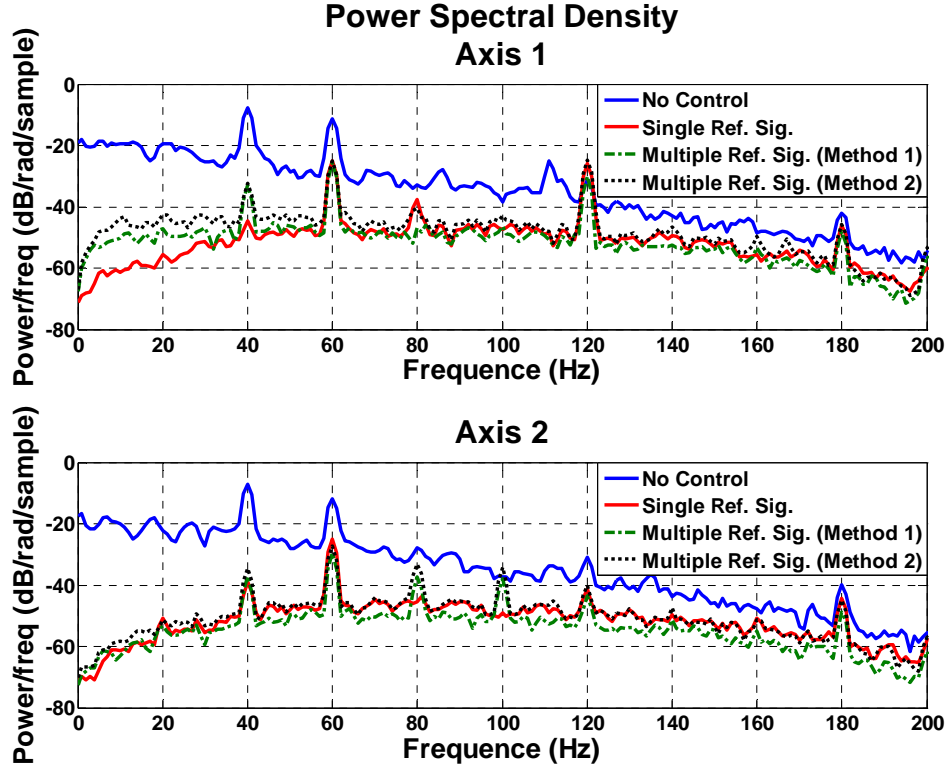 Power Spectral Density
Axis 1
Power/freq (dB/rad/sample)
0
-20
-40
-60
-80
No Control
Single Ref. Sig.
Multiple Ref. Sig. (Method 1)
Multiple Ref. Sig. (Method 2)
0 20 40 60 80 100 120 140 160 180 200
Frequence (Hz)
Axis 2
Power/freq (dB/rad/sample)
0
-20
-40
-60
-80
No Control
Single Ref. Sig.
Multiple Ref. Sig. (Method 1)
Multiple Ref. Sig. (Method 2)
0 20 40 60 80 100 120 140 160 180 200
Frequence (Hz)